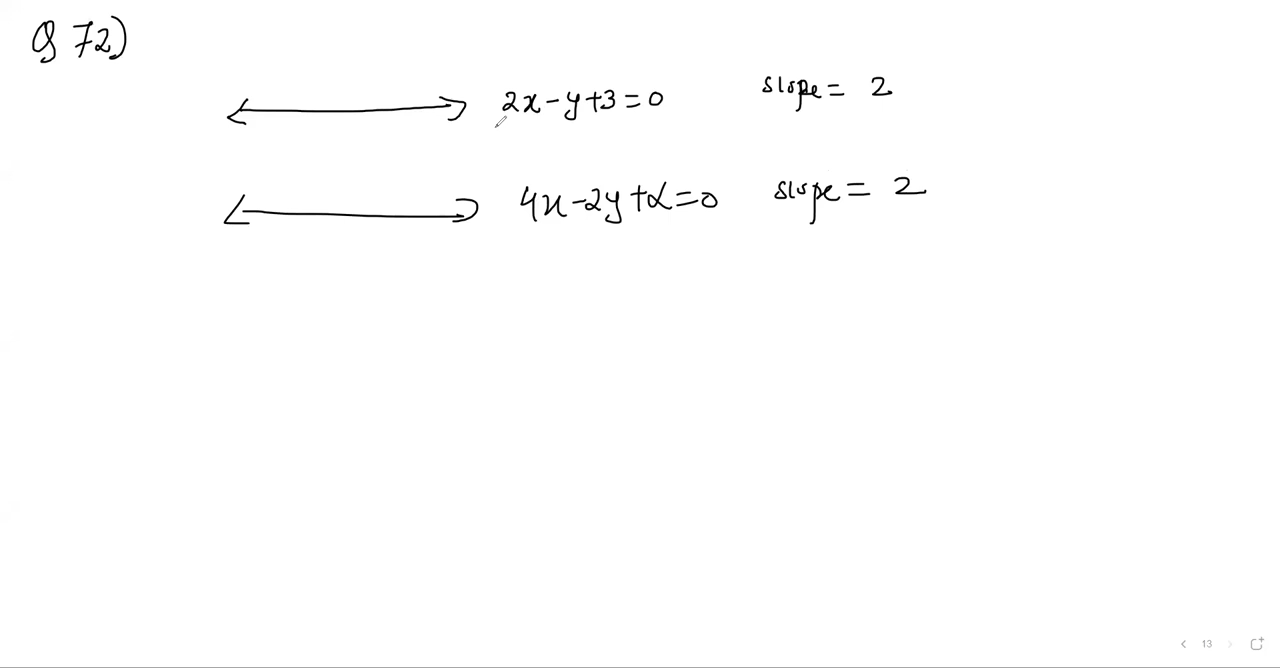 Q 72)
2x-y+3=0 slope= 2
4x-2y+α=0 slope= 2
13